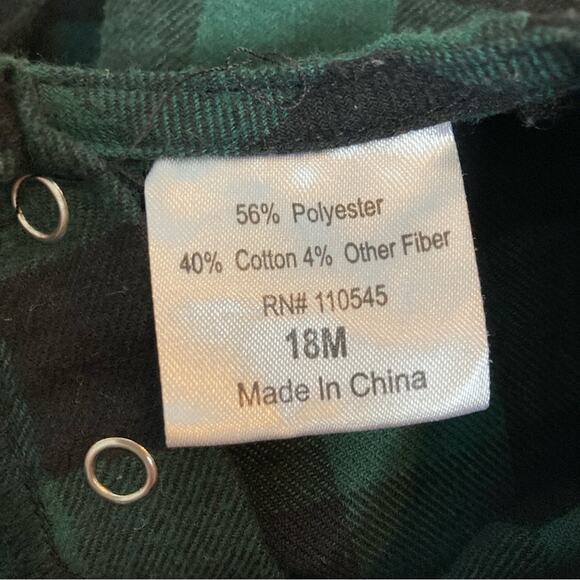 56% Polyester
40% Cotton 4% Other Fiber
RN# 110545
18M
Made In China